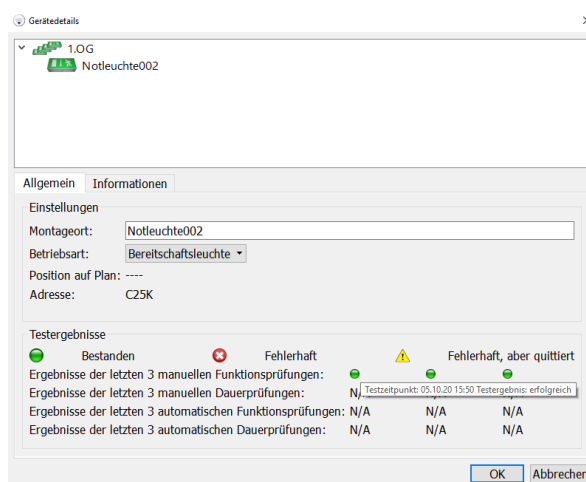 Gerätedetails
1.OG
Notleuchte002
Allgemein Informationen
Einstellungen
Montageort: Notleuchte002
Betriebsart: Bereitschaftsleuchte
Position auf Plan: ----
Adresse: C25K
Testergebnisse
Bestanden Fehlerhaft Fehlerhaft, aber quittiert
Ergebnisse der letzten 3 manuellen Funktionsprüfungen:
Testzeitpunkt: 05.10.20 15:50 Testergebnis: erfolgreich
Ergebnisse der letzten 3 manuellen Dauerprüfungen:
Ergebnisse der letzten 3 automatischen Funktionsprüfungen: N/A N/A N/A
Ergebnisse der letzten 3 automatischen Dauerprüfungen: N/A N/A N/A
OK Abbrechen